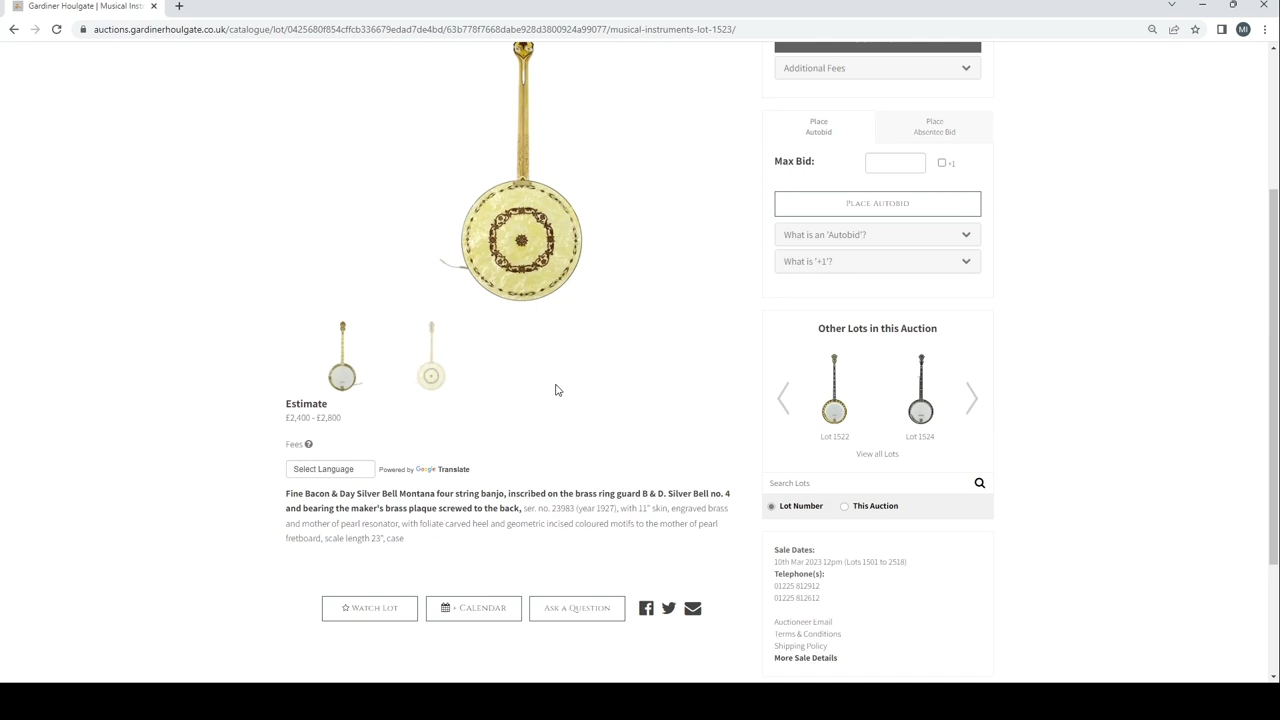 Gardiner Houlgate | Musical Inst
auctions.gardinerhoulgate.co.uk/catalogue/lot/0425680f854cffcb336679edad7de4bd/63b778f7668dabe928d3800924a99077/musical-instruments-lot-1523/
MI
Additional Fees
Place
Autobid
Place
Absentee Bid
Max Bid:
+1
Place Autobid
What is an 'Autobid'?
What is '+1'?
Other Lots in this Auction
Lot 1522
Lot 1524
View all Lots
Search Lots
Lot Number
This Auction
Sale Dates:
10th Mar 2023 12pm (Lots 1501 to 2518)
Telephone(s):
01225 812912
01225 812612
Auctioneer Email
Terms & Conditions
Shipping Policy
More Sale Details
Estimate
£2,400 - £2,800
Fees
Select Language
Powered by Google Translate
Fine Bacon & Day Silver Bell Montana four string banjo, inscribed on the brass ring guard B & D. Silver Bell no. 4
and bearing the maker's brass plaque screwed to the back, ser. no. 23983 (year 1927), with 11" skin, engraved brass
and mother of pearl resonator, with foliate carved heel and geometric incised coloured motifs to the mother of pearl
fretboard, scale length 23", case
Watch Lot
+ Calendar
Ask a Question